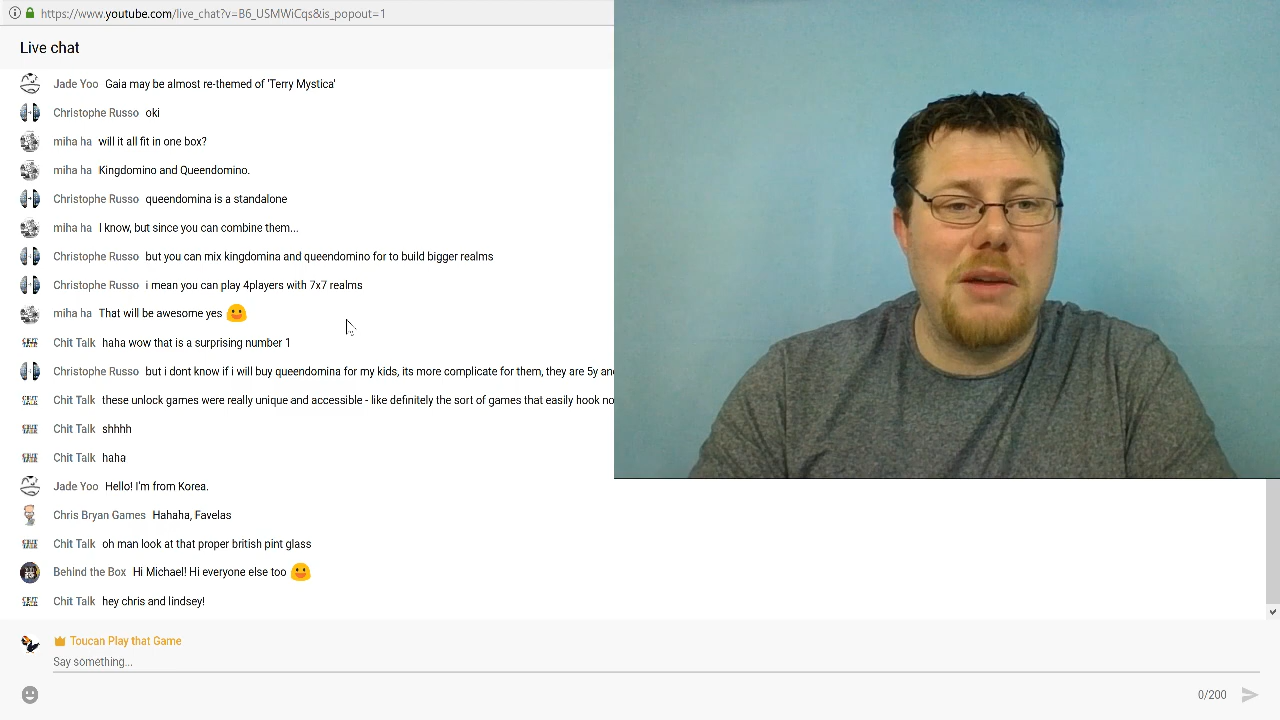 https://www.youtube.com/live_chat?v=B6_USMWiCqs&is_popout=1
Live chat
Jade Yoo Gaia may be almost re-themed of 'Terry Mystica'
Christophe Russo oki
miha ha will it all fit in one box?
miha ha Kingdomino and Queendomino.
Christophe Russo queendomina is a standalone
miha ha I know, but since you can combine them...
Christophe Russo but you can mix kingdomina and queendomino for to build bigger realms
Christophe Russo i mean you can play 4players with 7x7 realms
miha ha That will be awesome yes
Chit Talk haha wow that is a surprising number 1
Christophe Russo but i dont know if i will buy queendomina for my kids, its more complicate for them, they are 5y an
Chit Talk these unlock games were really unique and accessible - like definitely the sort of games that easily hook no
Chit Talk shhhh
Chit Talk haha
Jade Yoo Hello! I'm from Korea.
Chris Bryan Games Hahaha, Favelas
Chit Talk oh man look at that proper british pint glass
BehInd the Box Hi Michael! Hi everyone else too
Chit Talk hey chris and lindsey!
Toucan Play that Game
Say something...
0/200